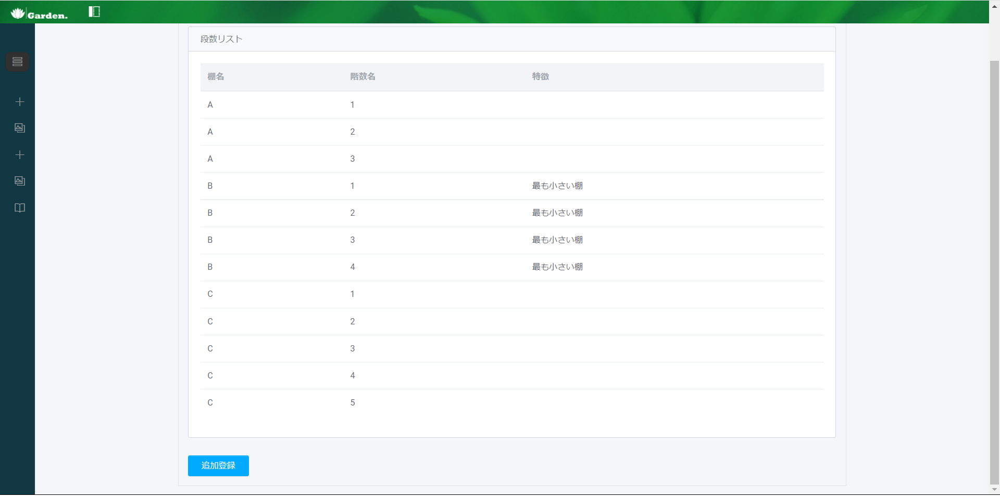 Garden.
段数リスト
棚名 階数名 特徴
A 1
A 2
A 3
B 1 最も小さい棚
B 2 最も小さい棚
B 3 最も小さい棚
B 4 最も小さい棚
C 1
C 2
C 3
C 4
C 5
追加登録